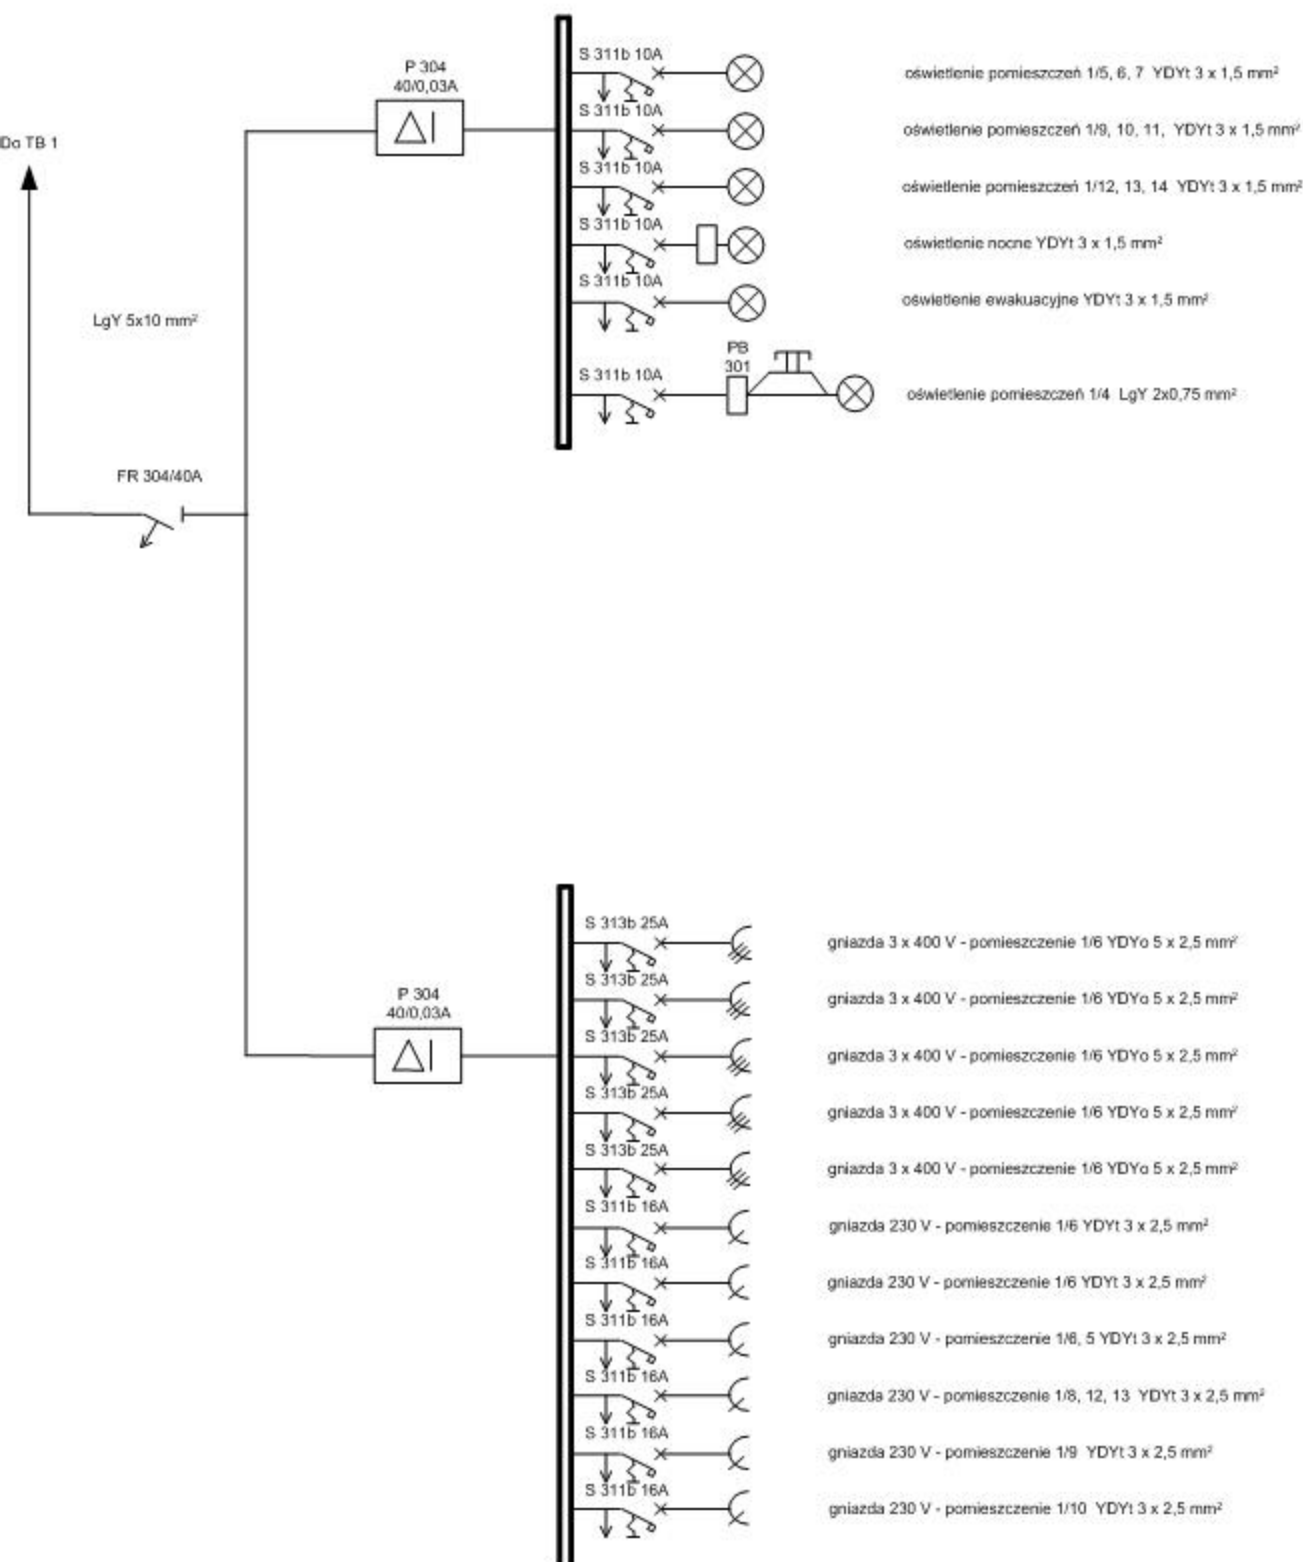 Do TB 1
LgY 5x10 mm²
FR 304/40A
P 304
40/0,03A
S 311b 10A
oświetlenie pomieszczeń 1/5, 6, 7 YDYt 3 x 1,5 mm²
S 311b 10A
oświetlenie pomieszczeń 1/9, 10, 11, YDYt 3 x 1,5 mm²
S 311b 10A
oświetlenie pomieszczeń 1/12, 13, 14 YDYt 3 x 1,5 mm²
S 311b 10A
oświetlenie nocne YDYt 3 x 1,5 mm²
S 311b 10A
oświetlenie ewakuacyjne YDYt 3 x 1,5 mm²
S 311b 10A
PB
301
oświetlenie pomieszczeń 1/4 LgY 2x0,75 mm²
P 304
40/0,03A
S 313b 25A
gniazda 3 x 400 V - pomieszczenie 1/6 YDYo 5 x 2,5 mm²
S 313b 25A
gniazda 3 x 400 V - pomieszczenie 1/6 YDYo 5 x 2,5 mm²
S 313b 25A
gniazda 3 x 400 V - pomieszczenie 1/6 YDYo 5 x 2,5 mm²
S 313b 25A
gniazda 3 x 400 V - pomieszczenie 1/6 YDYo 5 x 2,5 mm²
S 313b 25A
gniazda 3 x 400 V - pomieszczenie 1/6 YDYo 5 x 2,5 mm²
S 311b 16A
gniazda 230 V - pomieszczenie 1/6 YDYt 3 x 2,5 mm²
S 311b 16A
gniazda 230 V - pomieszczenie 1/6 YDYt 3 x 2,5 mm²
S 311b 16A
gniazda 230 V - pomieszczenie 1/6, 5 YDYt 3 x 2,5 mm²
S 311b 16A
gniazda 230 V - pomieszczenie 1/8, 12, 13 YDYt 3 x 2,5 mm²
S 311b 16A
gniazda 230 V - pomieszczenie 1/9 YDYt 3 x 2,5 mm²
S 311b 16A
gniazda 230 V - pomieszczenie 1/10 YDYt 3 x 2,5 mm²